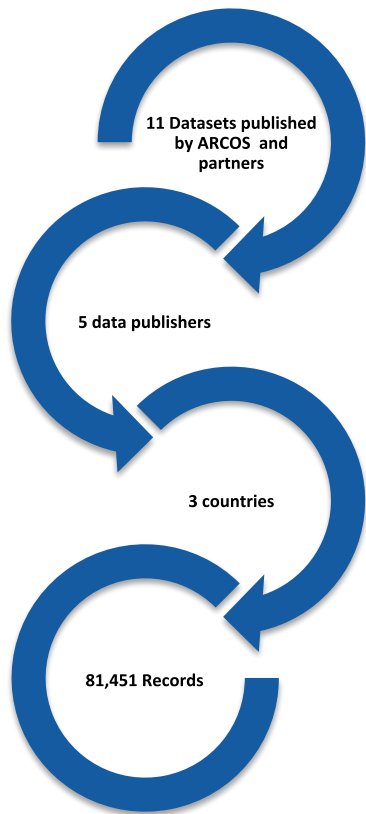 11 Datasets published
by ARCOS and
partners
5 data publishers
3 countries
81,451 Records